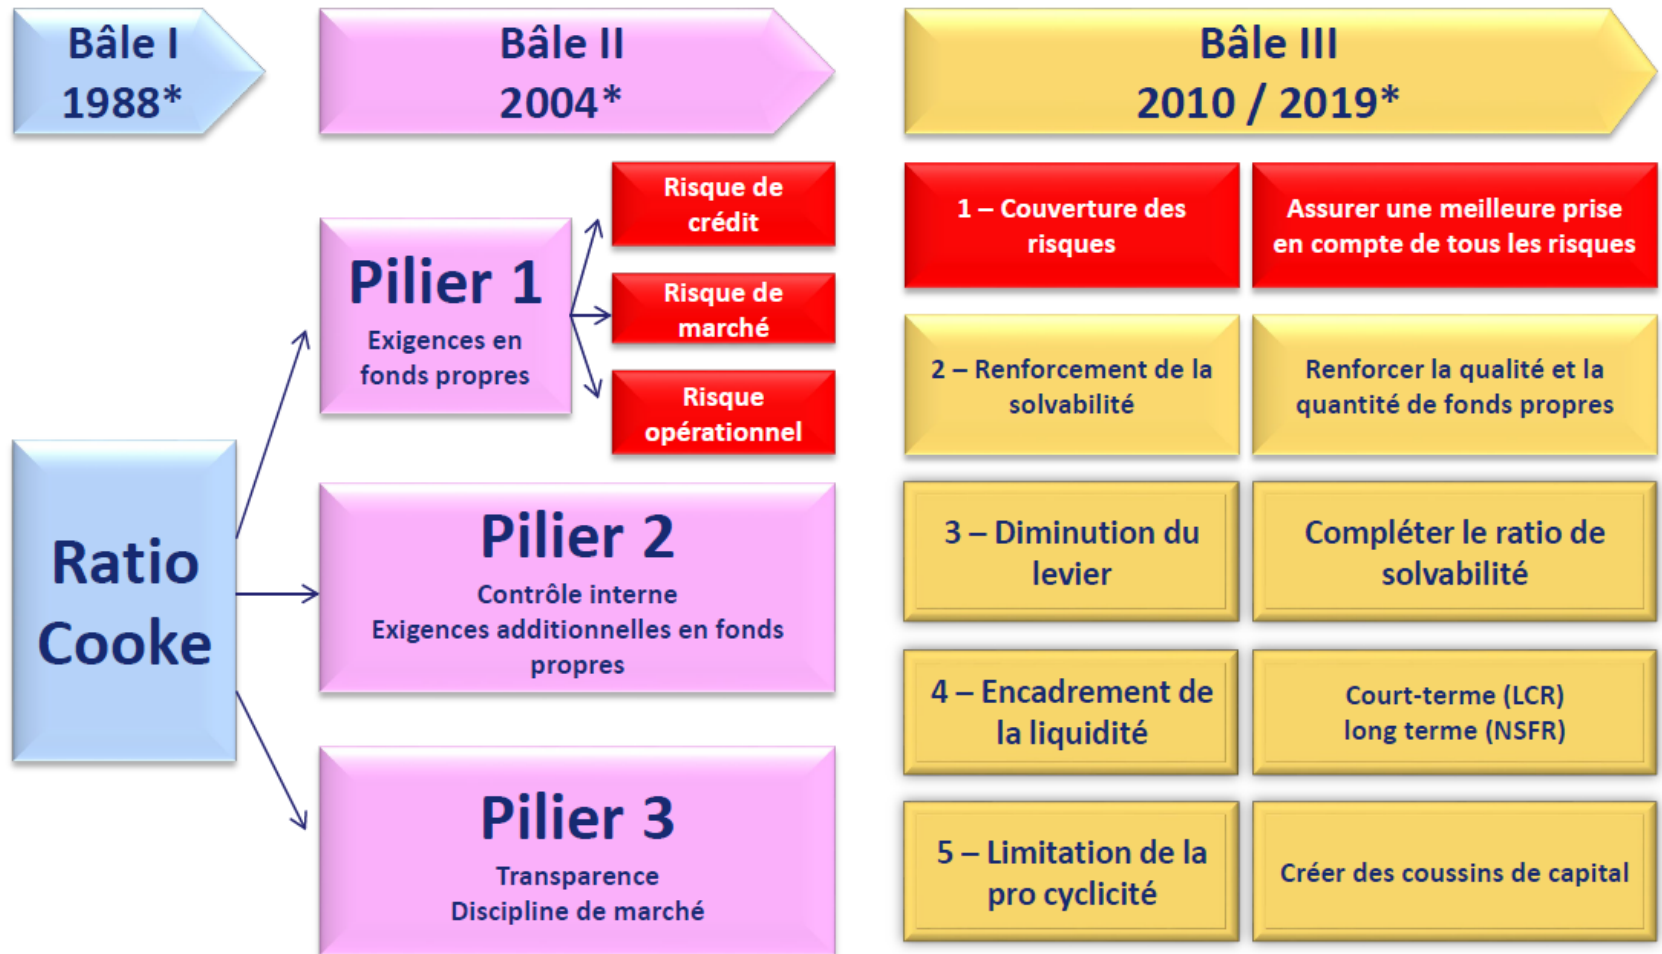 Bâle I
1988*
Bâle II
2004*
Bâle III
2010 / 2019*
Ratio
Cooke
Pilier 1
Exigences en
fonds propres
Risque de
crédit
Risque de
marché
Risque
opérationnel
Pilier 2
Contrôle interne
Exigences additionnelles en fonds
propres
Pilier 3
Transparence
Discipline de marché
1 – Couverture des
risques
Assurer une meilleure prise
en compte de tous les risques
2 – Renforcement de la
solvabilité
Renforcer la qualité et la
quantité de fonds propres
3 – Diminution du
levier
Compléter le ratio de
solvabilité
4 – Encadrement de
la liquidité
Court-terme (LCR)
long terme (NSFR)
5 – Limitation de la
pro cyclicité
Créer des coussins de capital